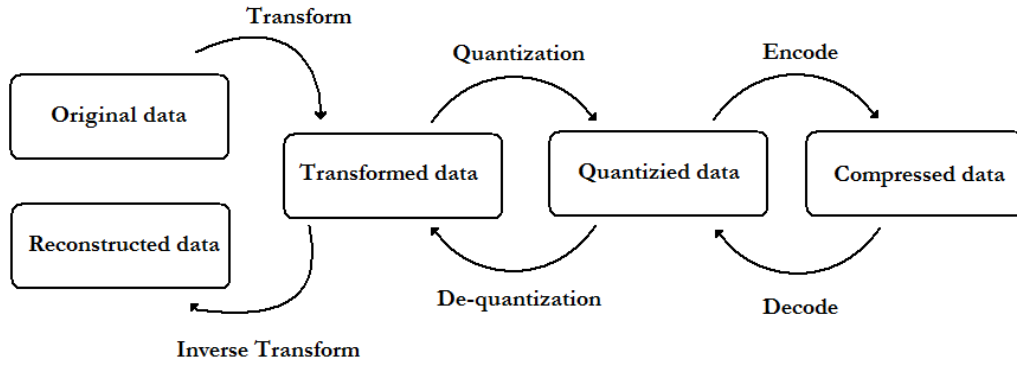 Transform
Quantization
Encode
Original data
Transformed data
Quantizied data
Compressed data
Reconstructed data
De-quantization
Decode
Inverse Transform